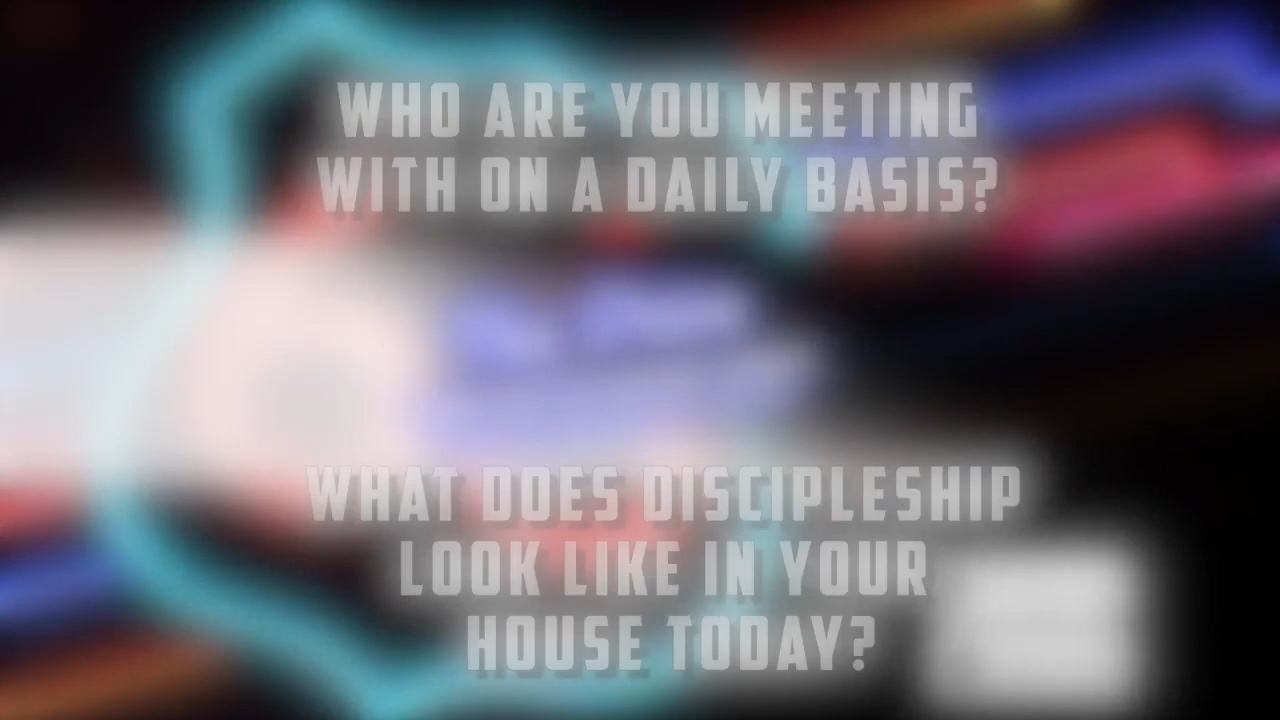 WHO ARE YOU MEETING
WITH ON A DAILY BASIS?
WHAT DOES DISCIPLESHIP
LOOK LIKE IN YOUR
HOUSE TODAY?